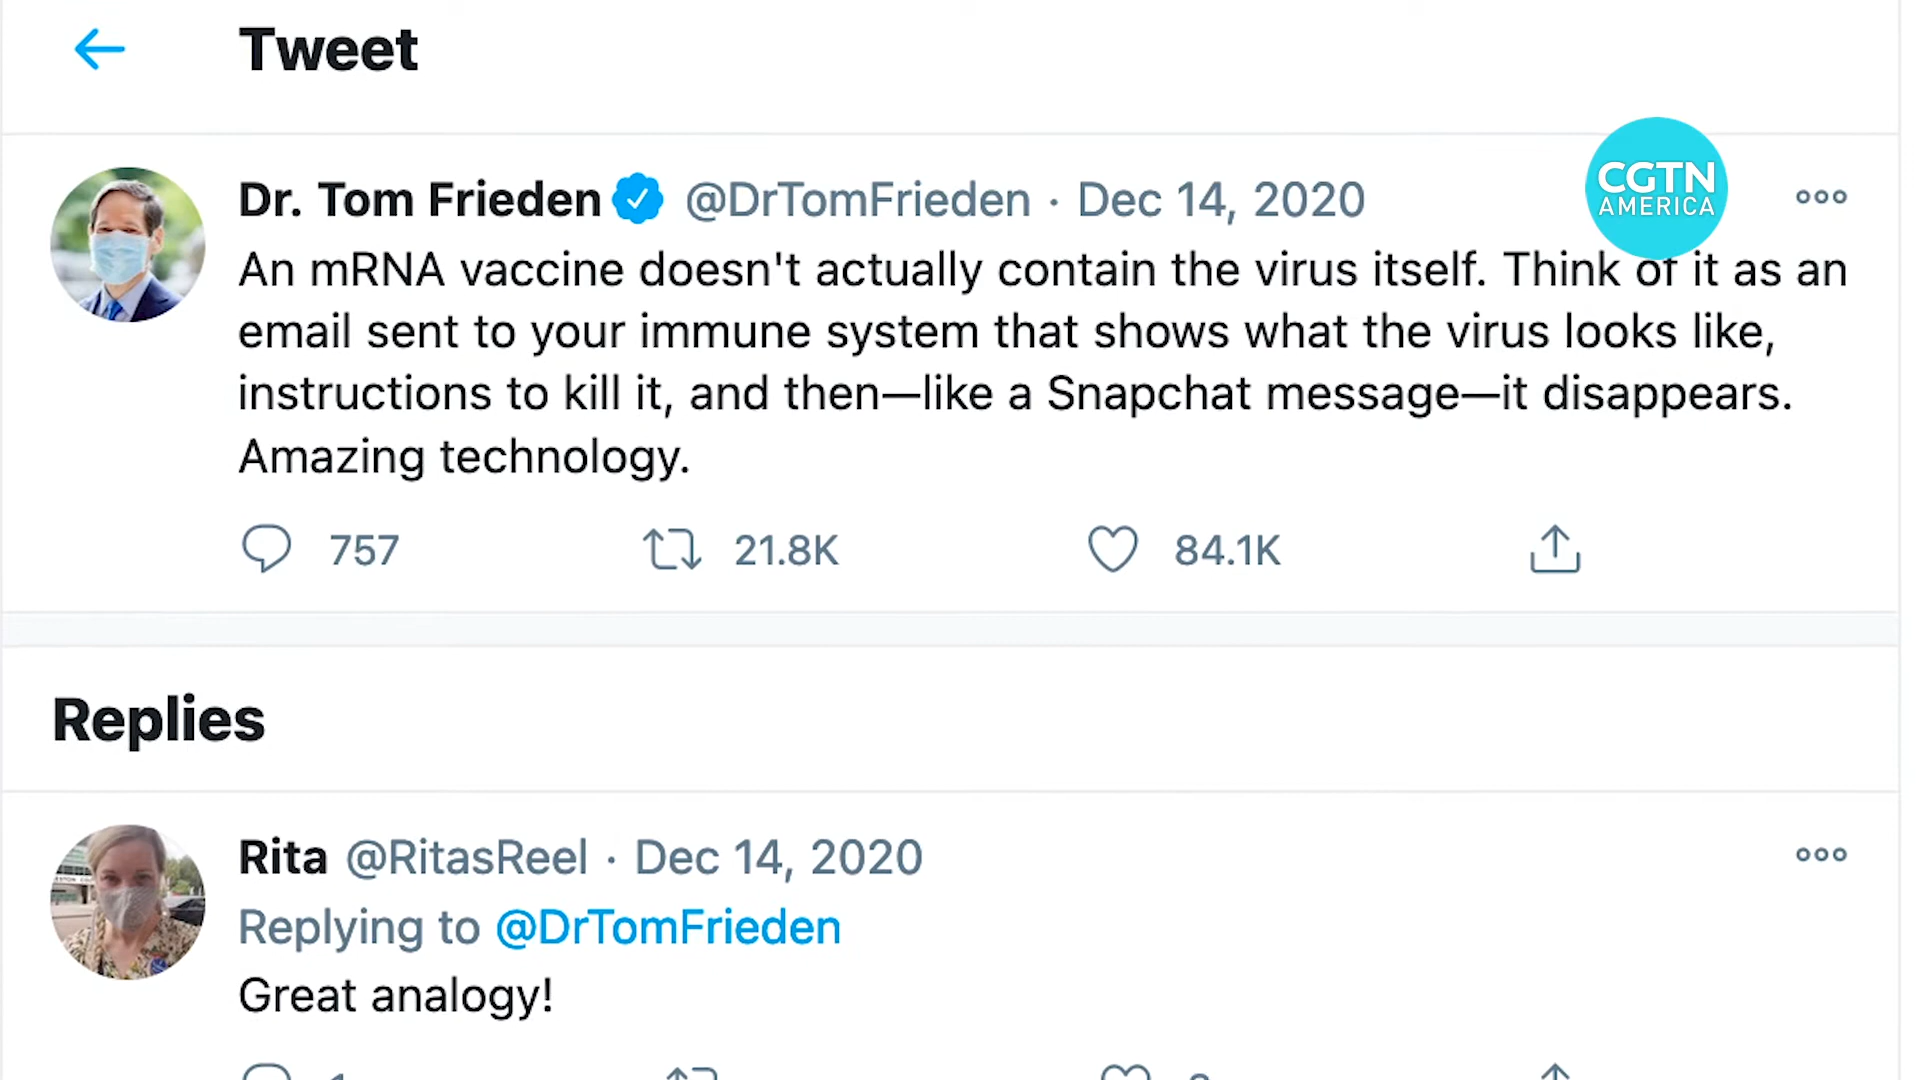 Tweet
Dr. Tom Frieden @DrTomFrieden · Dec 14, 2020
CGTN
AMERICA
An mRNA vaccine doesn't actually contain the virus itself. Think of it as an
email sent to your immune system that shows what the virus looks like,
instructions to kill it, and then—like a Snapchat message—it disappears.
Amazing technology.
757 21.8K 84.1K
Replies
Rita @RitasReel · Dec 14, 2020
Replying to @DrTomFrieden
Great analogy!